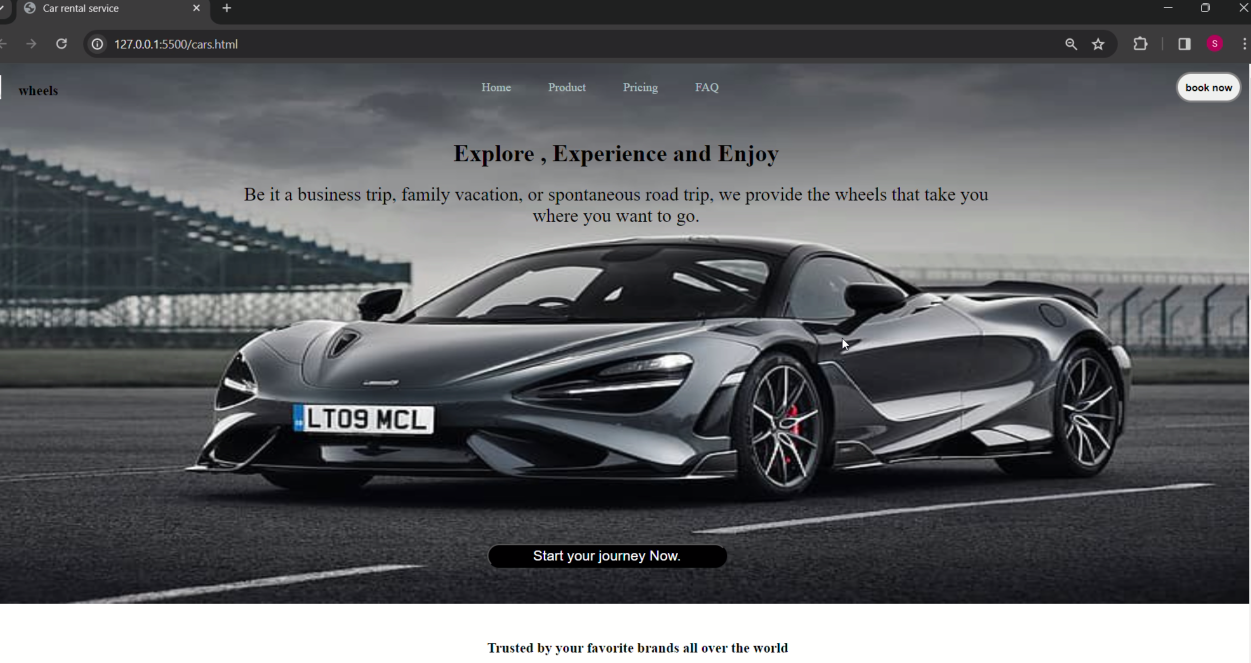 Car rental service
127.0.0.1:5500/cars.html
S
wheels
Home Product Pricing FAQ
book now
Explore , Experience and Enjoy
Be it a business trip, family vacation, or spontaneous road trip, we provide the wheels that take you
where you want to go.
LT09 MCL
Start your journey Now.
Trusted by your favorite brands all over the world